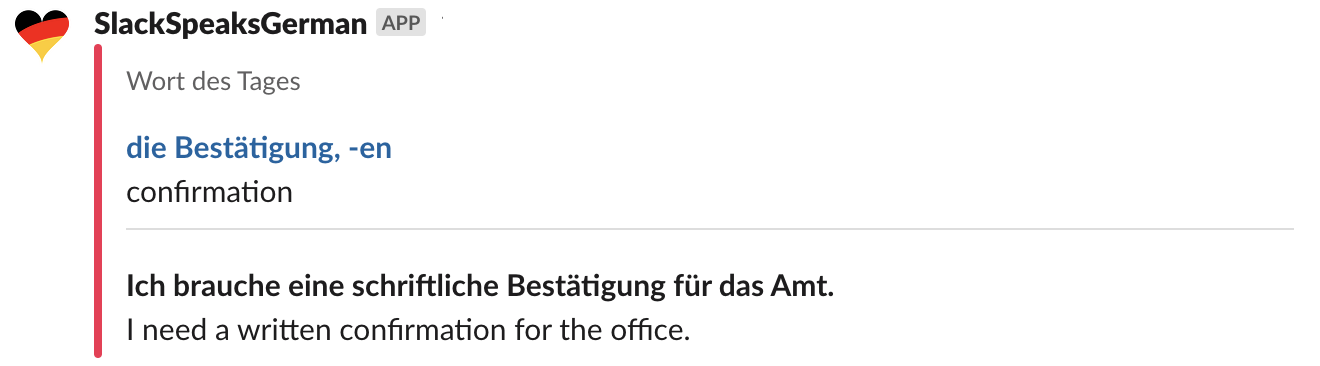 SlackSpeaksGerman APP
Wort des Tages
die Bestätigung, -en
confirmation
Ich brauche eine schriftliche Bestätigung für das Amt.
I need a written confirmation for the office.